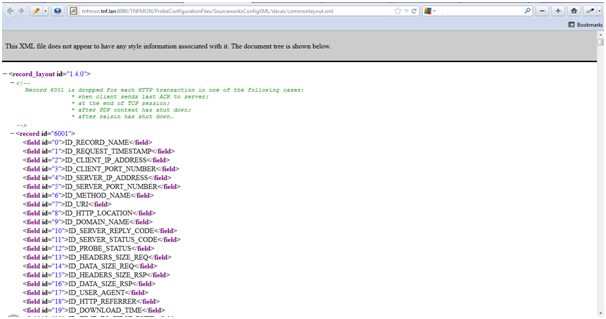 tnfmon.tnf.lan:8080/TNFMON/ProbeConfigurationFiles/SourceworksConfigXML/dacas/commonlayout.xml
Bookmarks
This XML file does not appear to have any style information associated with it. The document tree is shown below.
−<record_layout id="1.4.0">
−<!--
Record 6001 is dropped for each HTTP transaction in one of the following cases:
* when client sends last ACK to server;
* at the end of TCP session;
* after PDP context has shut down;
* after raisin has shut down.
-->
−<record id="6001">
<field id="0">ID_RECORD_NAME</field>
<field id="1">ID_REQUEST_TIMESTAMP</field>
<field id="2">ID_CLIENT_IP_ADDRESS</field>
<field id="3">ID_CLIENT_PORT_NUMBER</field>
<field id="4">ID_SERVER_IP_ADDRESS</field>
<field id="5">ID_SERVER_PORT_NUMBER</field>
<field id="6">ID_METHOD_NAME</field>
<field id="7">ID_URI</field>
<field id="8">ID_HTTP_LOCATION</field>
<field id="9">ID_DOMAIN_NAME</field>
<field id="10">ID_SERVER_REPLY_CODE</field>
<field id="11">ID_SERVER_STATUS_CODE</field>
<field id="12">ID_PROBE_STATUS</field>
<field id="13">ID_HEADERS_SIZE_REQ</field>
<field id="14">ID_DATA_SIZE_REQ</field>
<field id="15">ID_HEADERS_SIZE_RSP</field>
<field id="16">ID_DATA_SIZE_RSP</field>
<field id="17">ID_USER_AGENT</field>
<field id="18">ID_HTTP_REFERRER</field>
<field id="19">ID_DOWNLOAD_TIME</field>